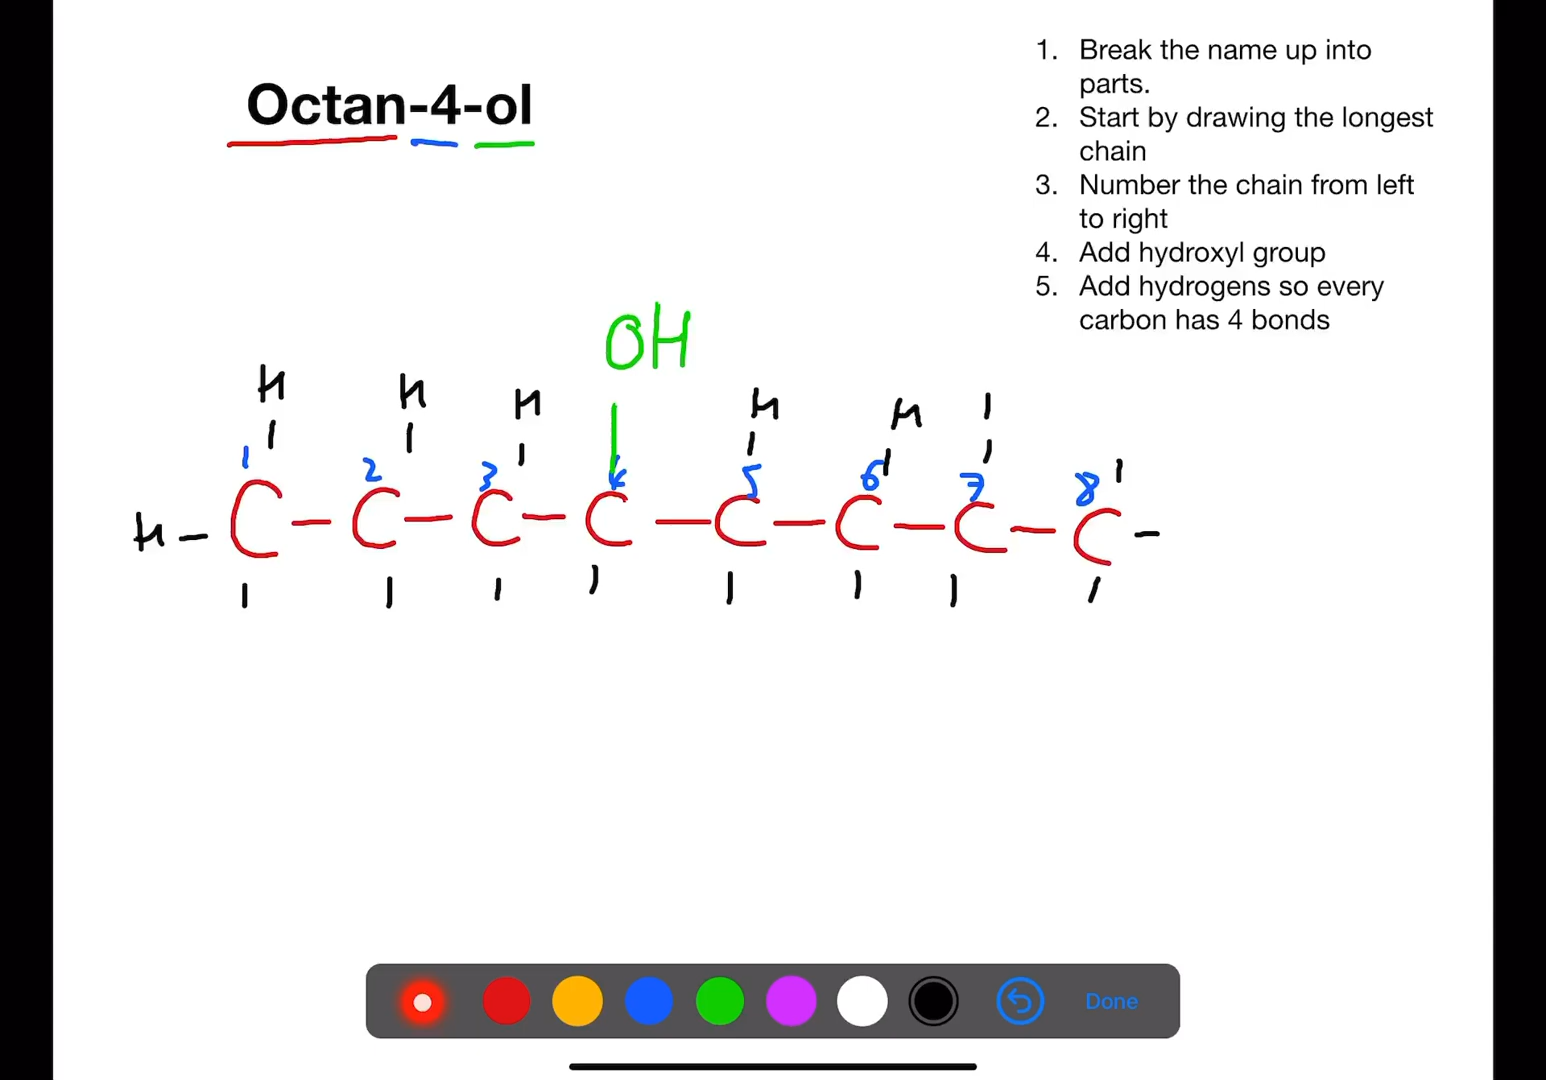 Octan-4-ol
1. Break the name up into
parts.
2. Start by drawing the longest
chain
3. Number the chain from left
to right
4. Add hydroxyl group
5. Add hydrogens so every
carbon has 4 bonds
OH
H H H H H
1 2 3 4 5 6 7 8
H - C - C - C - C - C - C - C - C -
Done